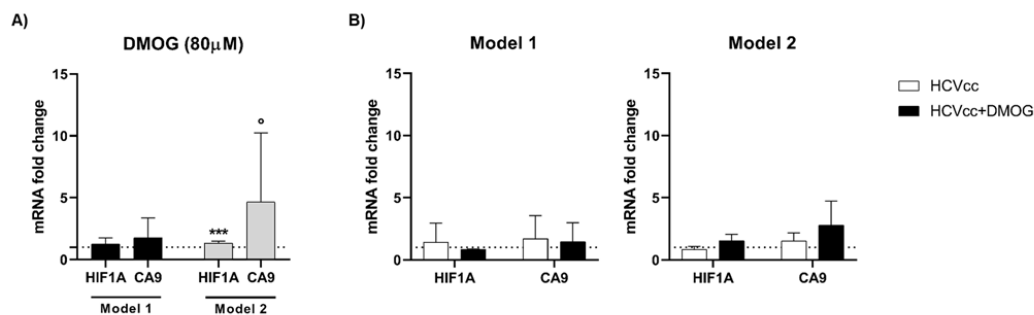 A)
DMOG (80μM)
mRNA fold change
15
10
5
0
***
°
HIF1A CA9 HIF1A CA9
Model 1 Model 2
B)
Model 1
mRNA fold change
15
10
5
0
HIF1A CA9
Model 2
mRNA fold change
15
10
5
0
HIF1A CA9
HCVcc
HCVcc+DMOG